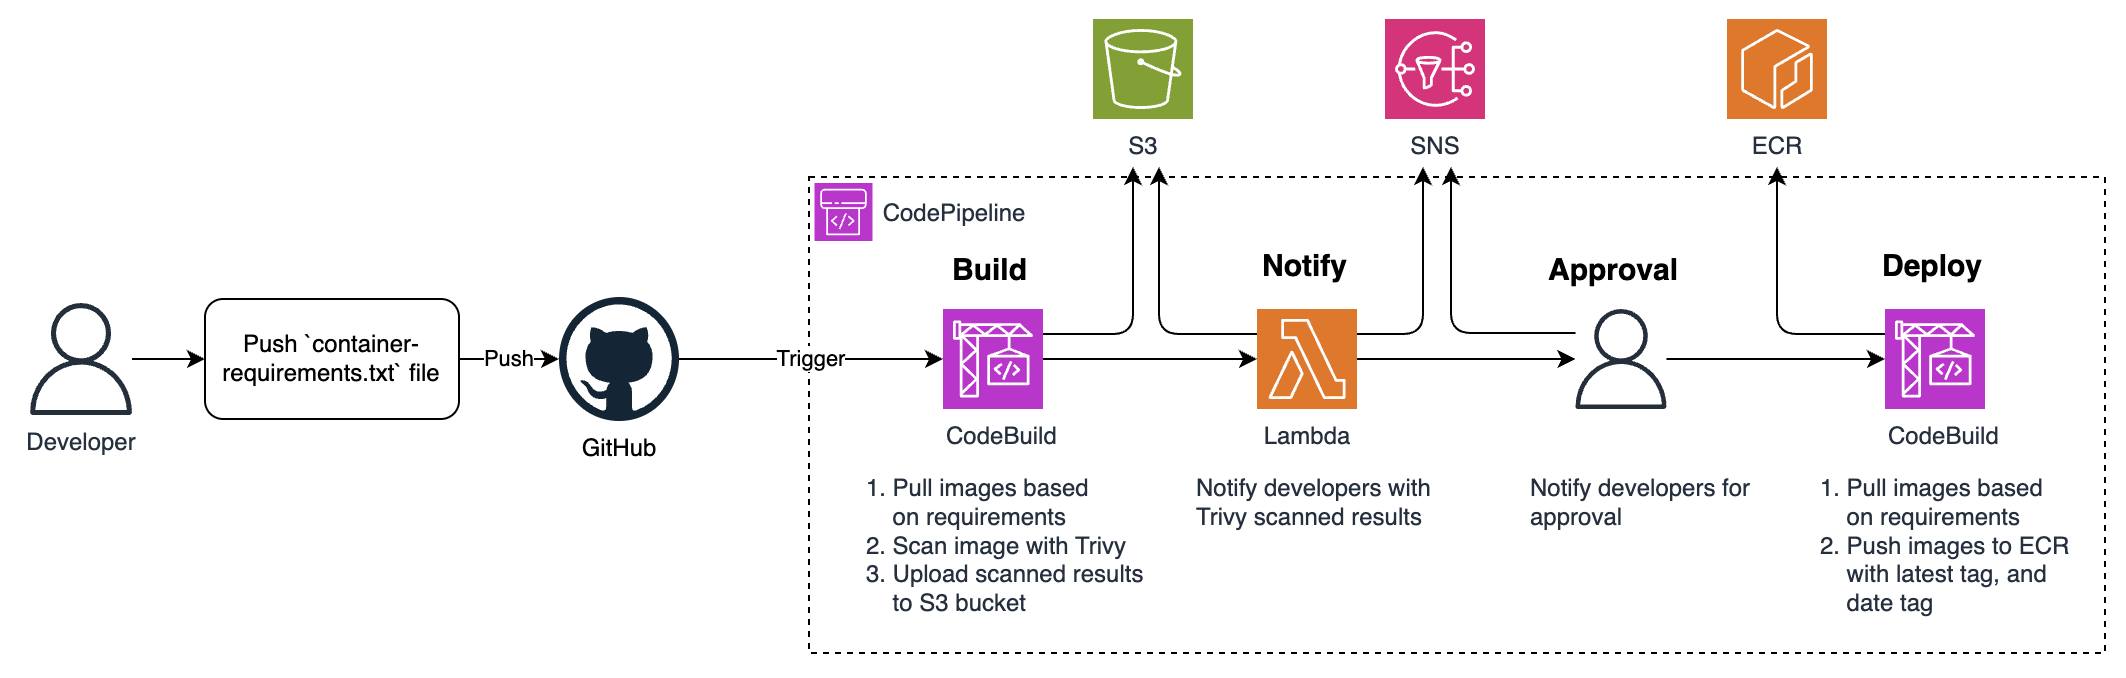 S3
SNS
ECR
CodePipeline
Build
Notify
Approval
Deploy
Push `container-
requirements.txt` file
Push
Trigger
Developer
GitHub
CodeBuild
Lambda
CodeBuild
1. Pull images based
on requirements
2. Scan image with Trivy
3. Upload scanned results
to S3 bucket
Notify developers with
Trivy scanned results
Notify developers for
approval
1. Pull images based
on requirements
2. Push images to ECR
with latest tag, and
date tag